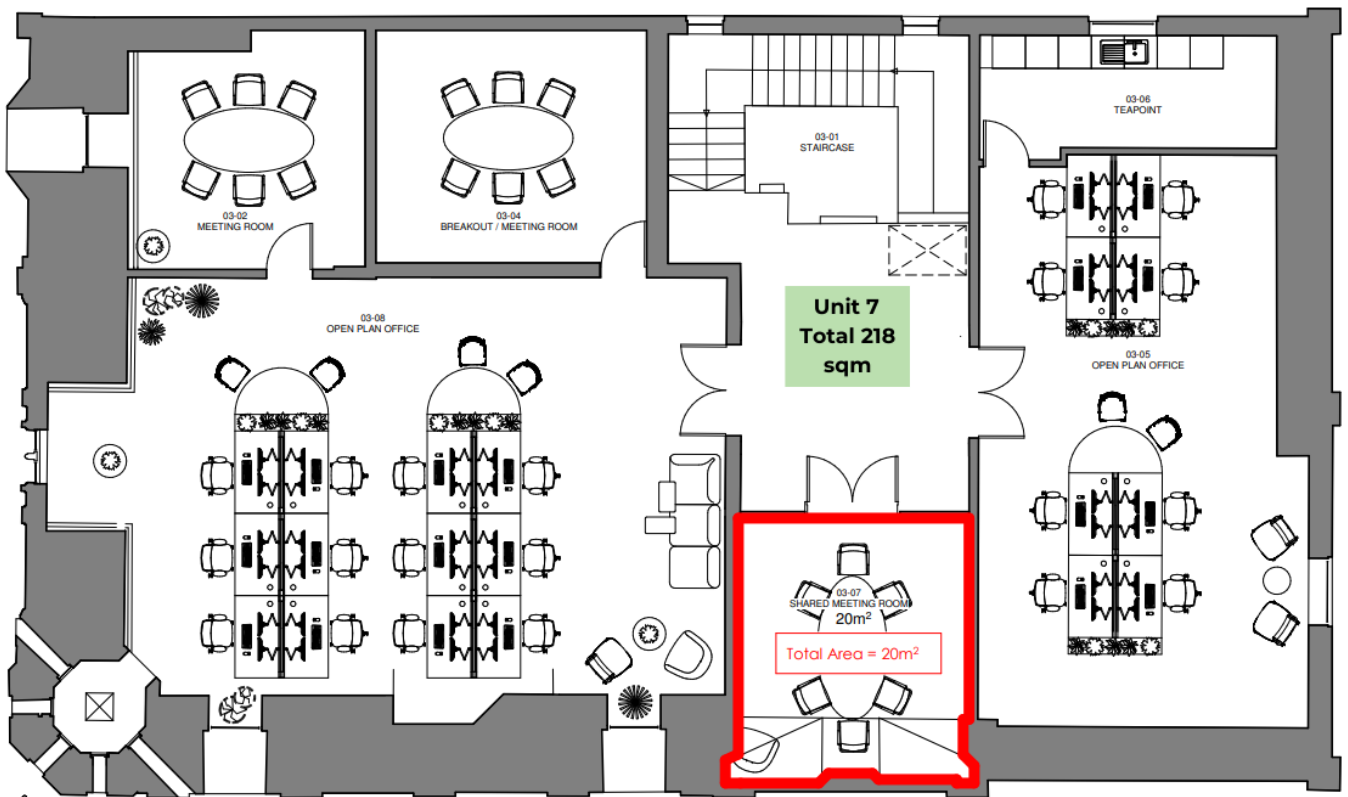 03-02
MEETING ROOM
03-04
BREAKOUT / MEETING ROOM
03-01
STAIRCASE
03-06
TEAPOINT
03-08
OPEN PLAN OFFICE
Unit 7
Total 218
sqm
03-05
OPEN PLAN OFFICE
03-07
SHARED MEETING ROOM
20m²
Total Area = 20m²